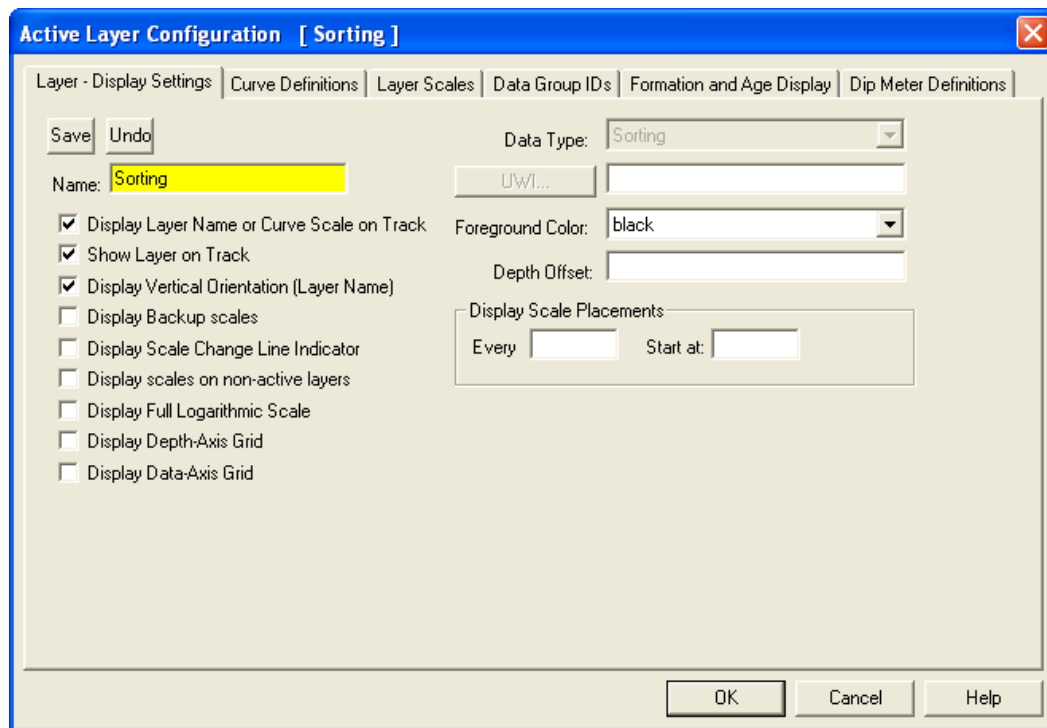 Active Layer Configuration [ Sorting ]
Layer - Display Settings Curve Definitions Layer Scales Data Group IDs Formation and Age Display Dip Meter Definitions
Save Undo
Name: Sorting
Display Layer Name or Curve Scale on Track
Show Layer on Track
Display Vertical Orientation (Layer Name)
Display Backup scales
Display Scale Change Line Indicator
Display scales on non-active layers
Display Full Logarithmic Scale
Display Depth-Axis Grid
Display Data-Axis Grid
Data Type: Sorting
UWI...
Foreground Color: black
Depth Offset:
Display Scale Placements
Every Start at:
OK Cancel Help